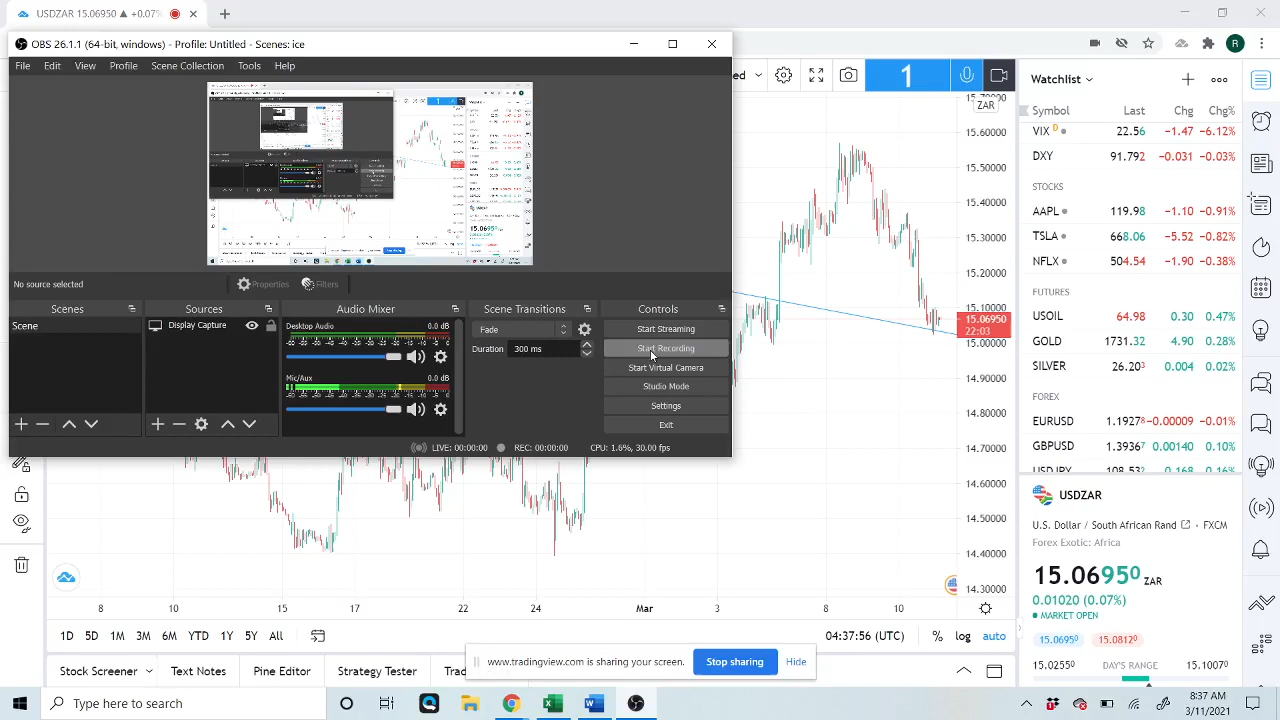 USDZAR 15.06950 ▲ +0.07%
OBS 26.1.1 (64-bit, windows) - Profile: Untitled - Scenes: ice
File Edit View Profile Scene Collection Tools Help
No source selected
Properties Filters
Scenes
Scene
Sources
Display Capture
Audio Mixer
Desktop Audio 0.0 dB
Mic/Aux 0.0 dB
Scene Transitions
Fade
Duration 300 ms
Controls
Start Streaming
Start Recording
Start Virtual Camera
Studio Mode
Settings
Exit
LIVE: 00:00:00 REC: 00:00:00 CPU: 1.6%, 30.00 fps
1
R
ZAR
15.60000
15.50000
15.40000
15.30000
15.20000
15.10000
15.06950
22:03
15.00000
14.90000
14.80000
14.70000
14.60000
14.50000
14.40000
14.30000
8 10 15 17 22 24 Mar 3 8 10
1D 5D 1M 3M 6M YTD 1Y 5Y All
04:37:56 (UTC) % log auto
Stock Screener Text Notes Pine Editor Strategy Tester
www.tradingview.com is sharing your screen. Stop sharing Hide
Watchlist
Symbol Last Chg Chg%
VIX D 22.56 -1.47 -6.12%
DXY 91.792 -0.031 -0.03%
AAPL 119.98 -1.10 -0.91%
TSLA 668.06 -5.52 -0.82%
NFLX 504.54 -1.90 -0.38%
FUTURES
USOIL 64.98 0.30 0.47%
GOLD 1731.32 4.90 0.28%
SILVER 26.203 0.004 0.02%
FOREX
EURUSD 1.19278 -0.00009 -0.01%
GBPUSD 1.39367 0.00140 0.10%
USDZAR
U.S. Dollar / South African Rand • FXCM
Forex Exotic: Africa
15.06950 ZAR
0.01020 (0.07%)
MARKET OPEN
15.06950 15.08120
15.02550 DAY'S RANGE 15.10070
Type here to search
8:37 AM
3/11/2021